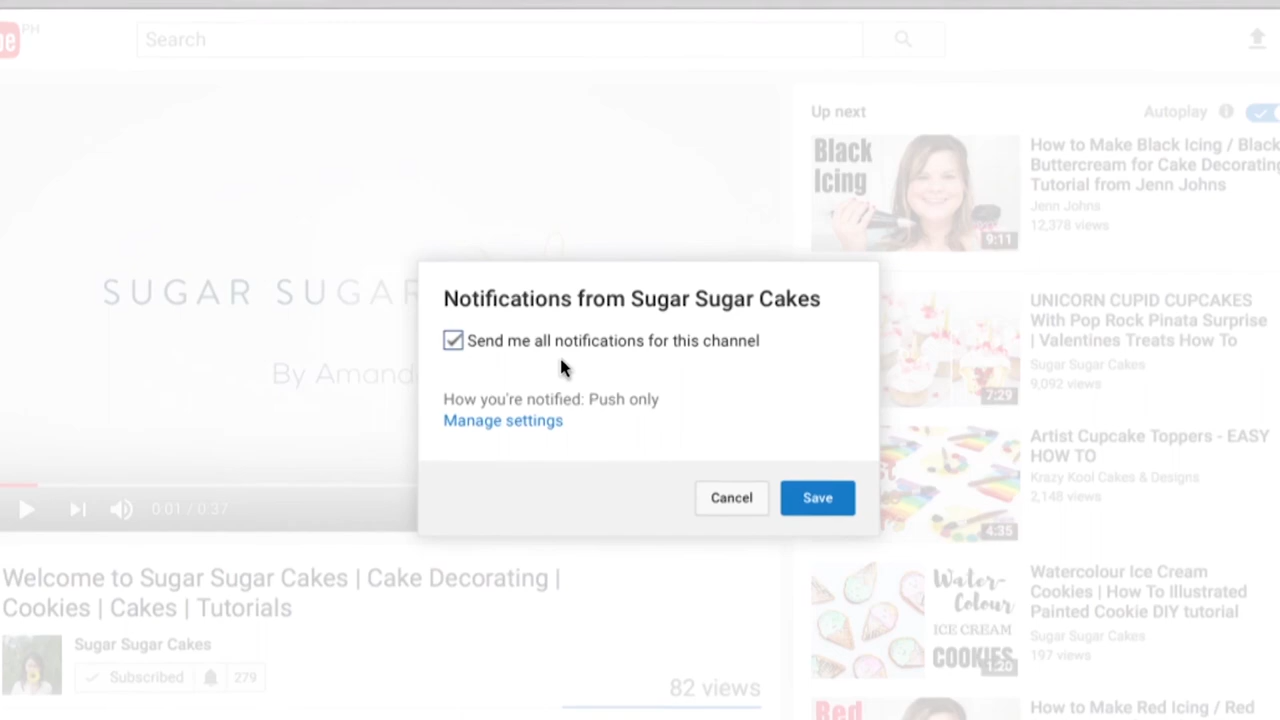 be PH
Search
SUGAR SUGAR
By Amand
0:01 / 0:37
Welcome to Sugar Sugar Cakes | Cake Decorating |
Cookies | Cakes | Tutorials
Sugar Sugar Cakes
Subscribed 279
82 views
Notifications from Sugar Sugar Cakes
Send me all notifications for this channel
How you're notified: Push only
Manage settings
Cancel
Save
Up next
Autoplay
Black
Icing
9:11
How to Make Black Icing / Black
Buttercream for Cake Decorating
Tutorial from Jenn Johns
Jenn Johns
12,378 views
7:29
UNICORN CUPID CUPCAKES
With Pop Rock Pinata Surprise
| Valentines Treats How To
Sugar Sugar Cakes
9,092 views
4:35
Artist Cupcake Toppers - EASY
HOW TO
Krazy Kool Cakes & Designs
2,148 views
Water-
Colour
ICE CREAM
COOKIES
1:20
Watercolour Ice Cream
Cookies | How To Illustrated
Painted Cookie DIY tutorial
Sugar Sugar Cakes
197 views
Red
How to Make Red Icing / Red